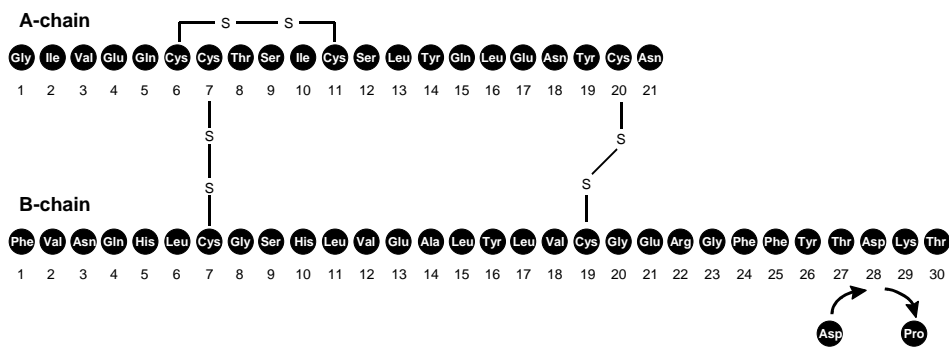 A-chain
S S
Gly Ile Val Glu Gln Cys Cys Thr Ser Ile Cys Ser Leu Tyr Gln Leu Glu Asn Tyr Cys Asn
1 2 3 4 5 6 7 8 9 10 11 12 13 14 15 16 17 18 19 20 21
S S
S S
B-chain
Phe Val Asn Gln His Leu Cys Gly Ser His Leu Val Glu Ala Leu Tyr Leu Val Cys Gly Glu Arg Gly Phe Phe Tyr Thr Asp Lys Thr
1 2 3 4 5 6 7 8 9 10 11 12 13 14 15 16 17 18 19 20 21 22 23 24 25 26 27 28 29 30
Asp Pro